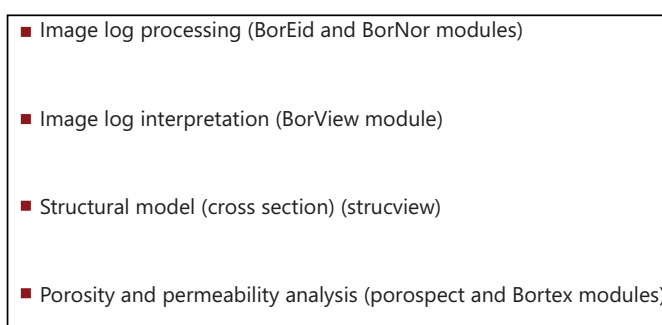 Image log processing (BorEid and BorNor modules)
Image log interpretation (BorView module)
Structural model (cross section) (strucview)
Porosity and permeability analysis (porospect and Bortex modules)